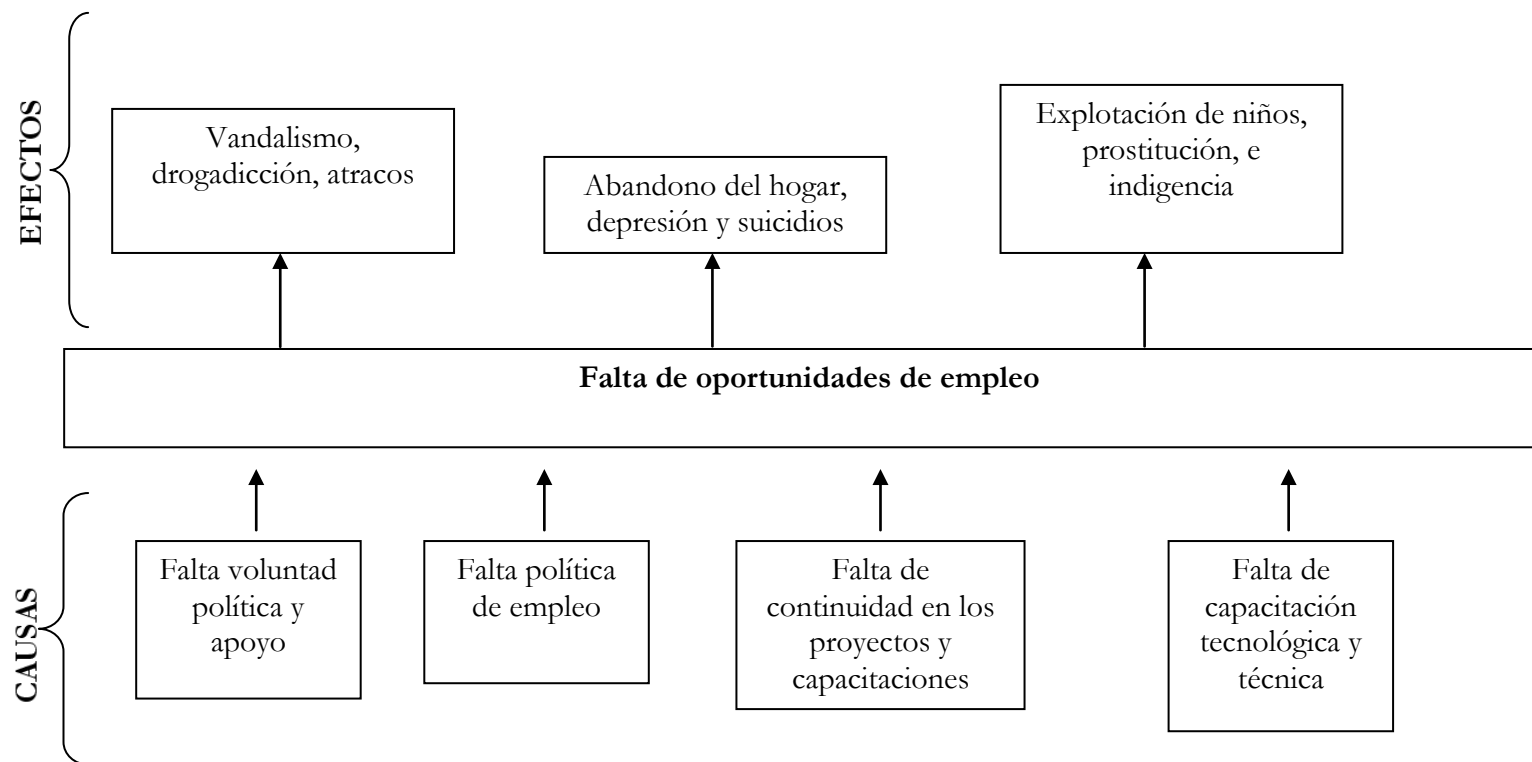 EFECTOS
Vandalismo,
drogadicción, atracos
Abandono del hogar,
depresión y suicidios
Explotación de niños,
prostitución, e
indigencia
Falta de oportunidades de empleo
CAUSAS
Falta voluntad
política y
apoyo
Falta política
de empleo
Falta de
continuidad en los
proyectos y
capacitaciones
Falta de
capacitación
tecnológica y
técnica